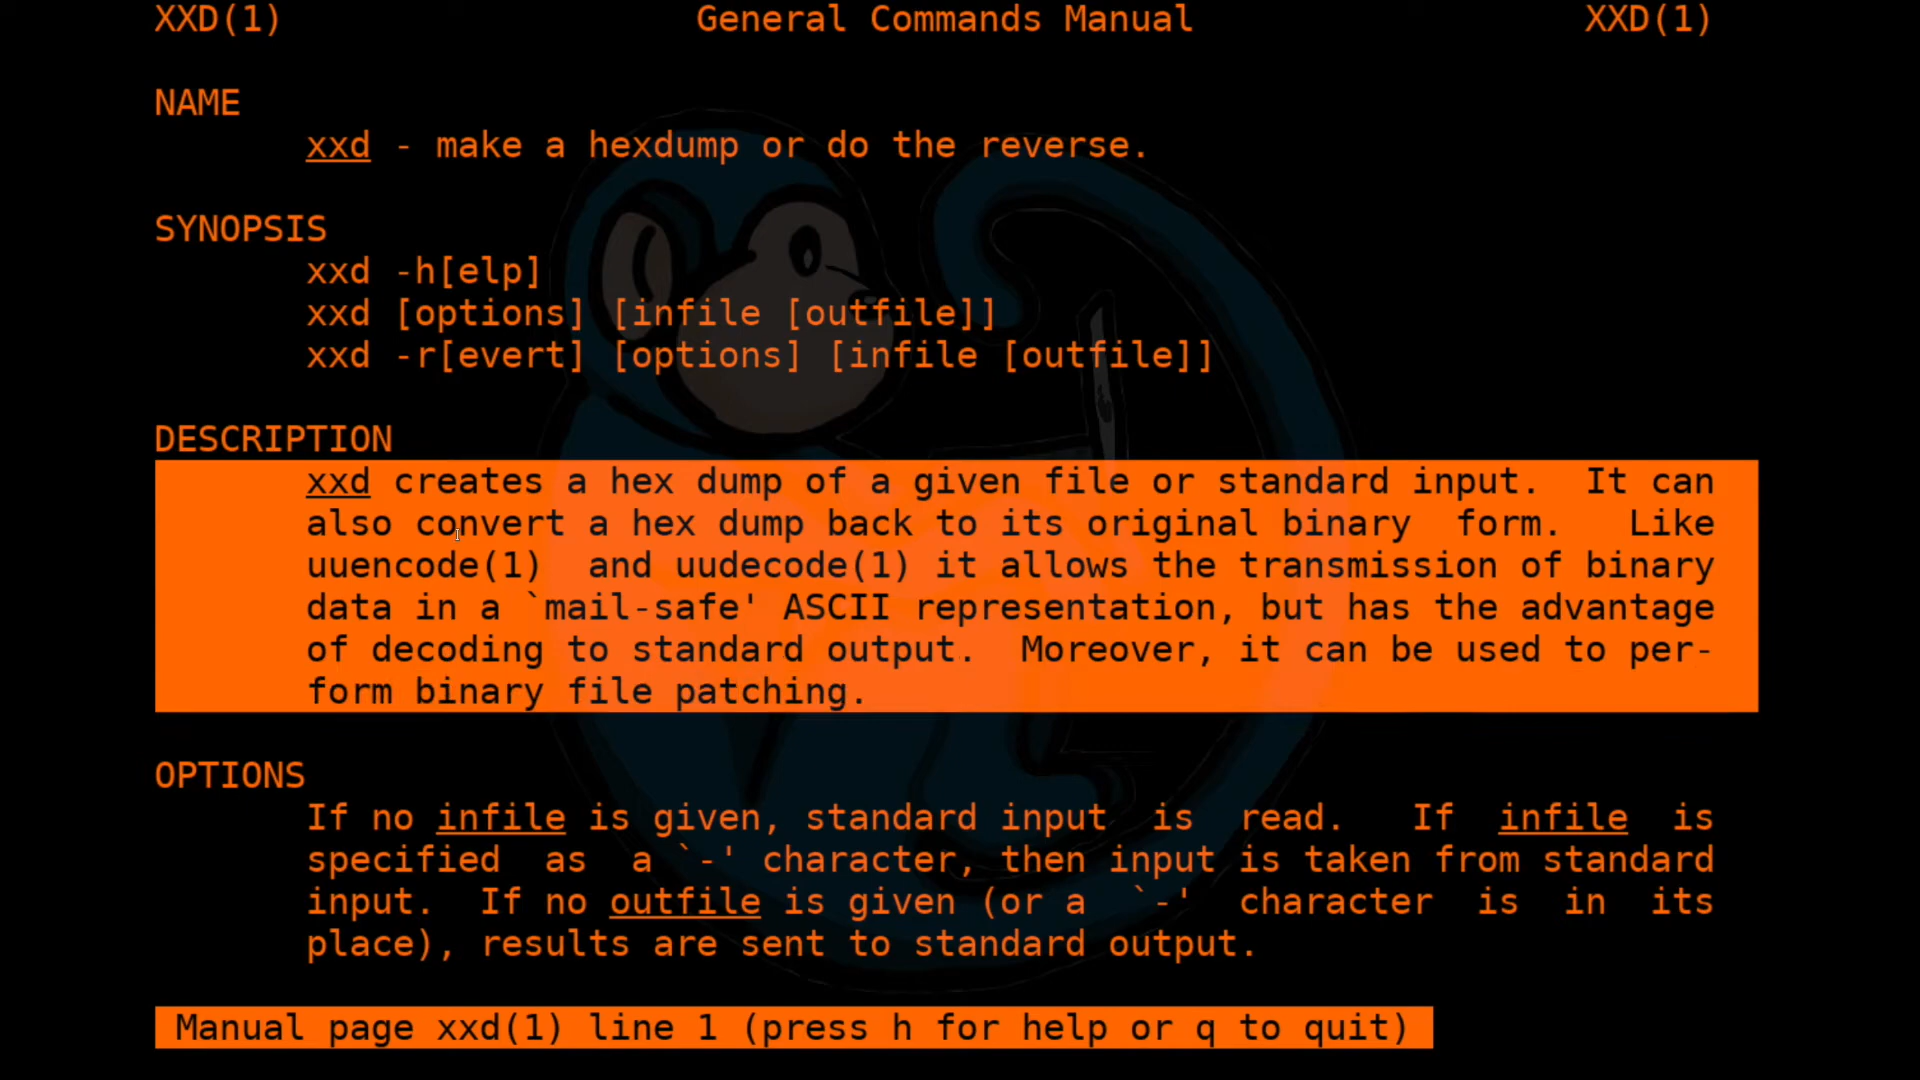 XXD(1) General Commands Manual XXD(1)
NAME
xxd - make a hexdump or do the reverse.
SYNOPSIS
xxd -h[elp]
xxd [options] [infile [outfile]]
xxd -r[evert] [options] [infile [outfile]]
DESCRIPTION
xxd creates a hex dump of a given file or standard input. It can
also convert a hex dump back to its original binary form. Like
uuencode(1) and uudecode(1) it allows the transmission of binary
data in a `mail-safe' ASCII representation, but has the advantage
of decoding to standard output. Moreover, it can be used to per-
form binary file patching.
OPTIONS
If no infile is given, standard input is read. If infile is
specified as a `-' character, then input is taken from standard
input. If no outfile is given (or a `-' character is in its
place), results are sent to standard output.
Manual page xxd(1) line 1 (press h for help or q to quit)